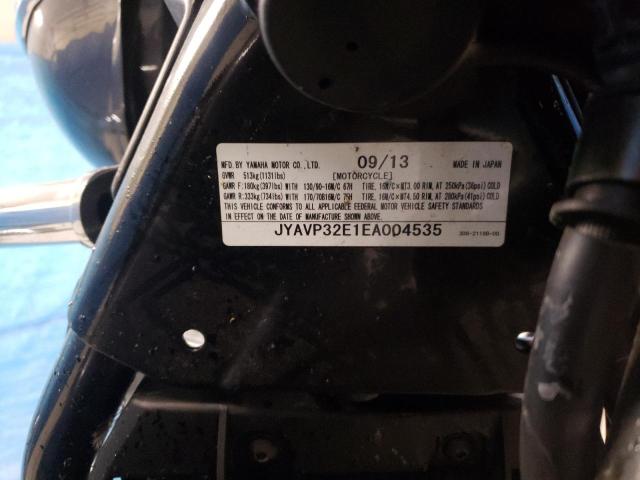 MFD. BY YAMAHA MOTOR CO., LTD. 09/13 MADE IN JAPAN
GVWR 513kg(1131lbs) [MOTORCYCLE]
GAWR F:180kg(397lbs) WITH 130/90-16M/C 67H TIRE, 16M/C×MT3.00 RIM, AT 250kPa(36psi) COLD
GAWR R:333kg(734lbs) WITH 170/70B16M/C 75H TIRE, 16M/C×MT4.50 RIM, AT 280kPa(41psi) COLD
THIS VEHICLE CONFORMS TO ALL APPLICABLE FEDERAL MOTOR VEHICLE SAFETY STANDARDS
IN EFFECT ON THE DATE OF MANUFACTURE SHOWN ABOVE.
JYAVP32E1EA004535